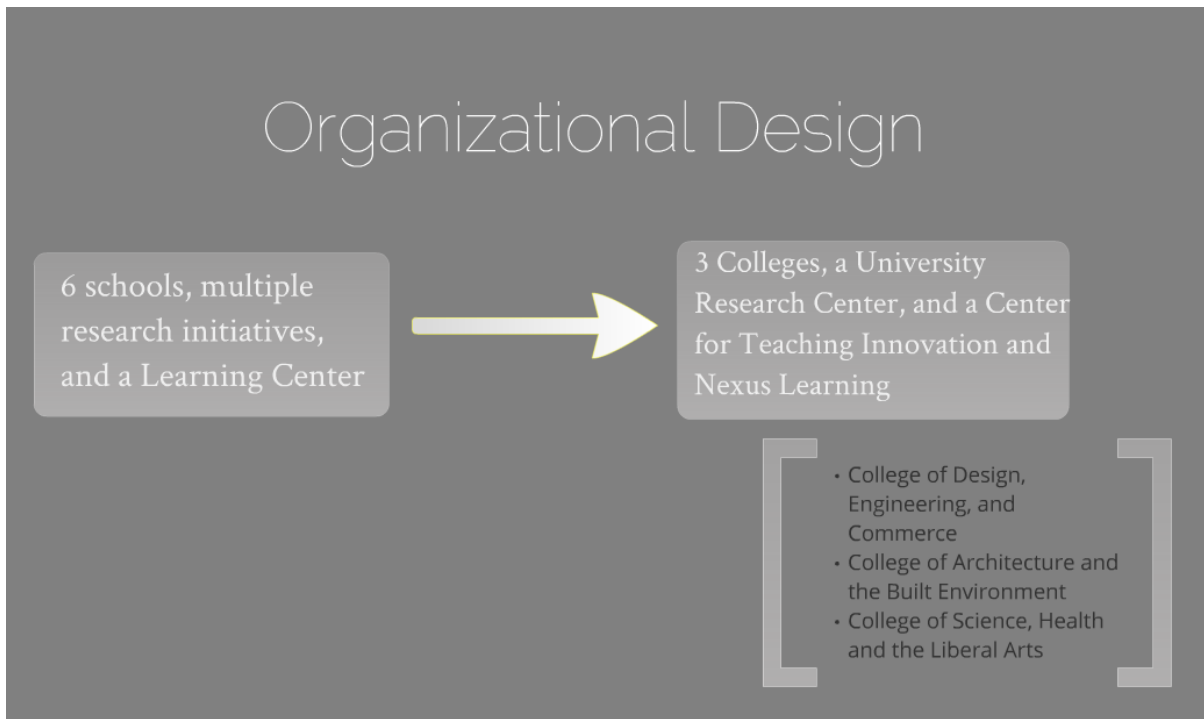 Organizational Design
6 schools, multiple
research initiatives,
and a Learning Center
3 Colleges, a University
Research Center, and a Center
for Teaching Innovation and
Nexus Learning
• College of Design,
Engineering, and
Commerce
• College of Architecture and
the Built Environment
• College of Science, Health
and the Liberal Arts